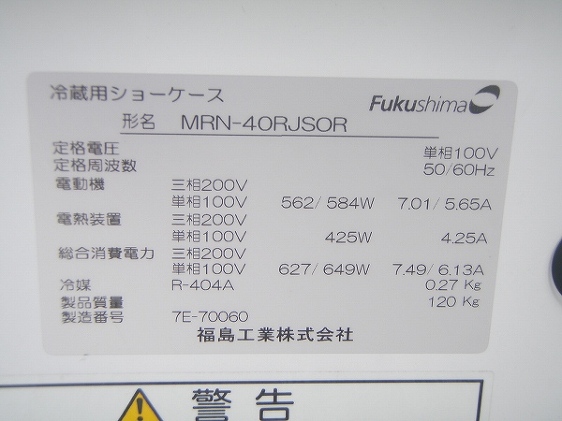 冷蔵用ショーケース Fukushima
形名 MRN-40RJSOR
定格電圧 単相100V
定格周波数 50/60Hz
電動機 三相200V
単相100V 562/584W 7.01/5.65A
電熱装置 三相200V
単相100V 425W 4.25A
総合消費電力 三相200V
単相100V 627/649W 7.49/6.13A
冷媒 R-404A 0.27 Kg
製品質量 120 Kg
製造番号 7E-70060
福島工業株式会社
警告